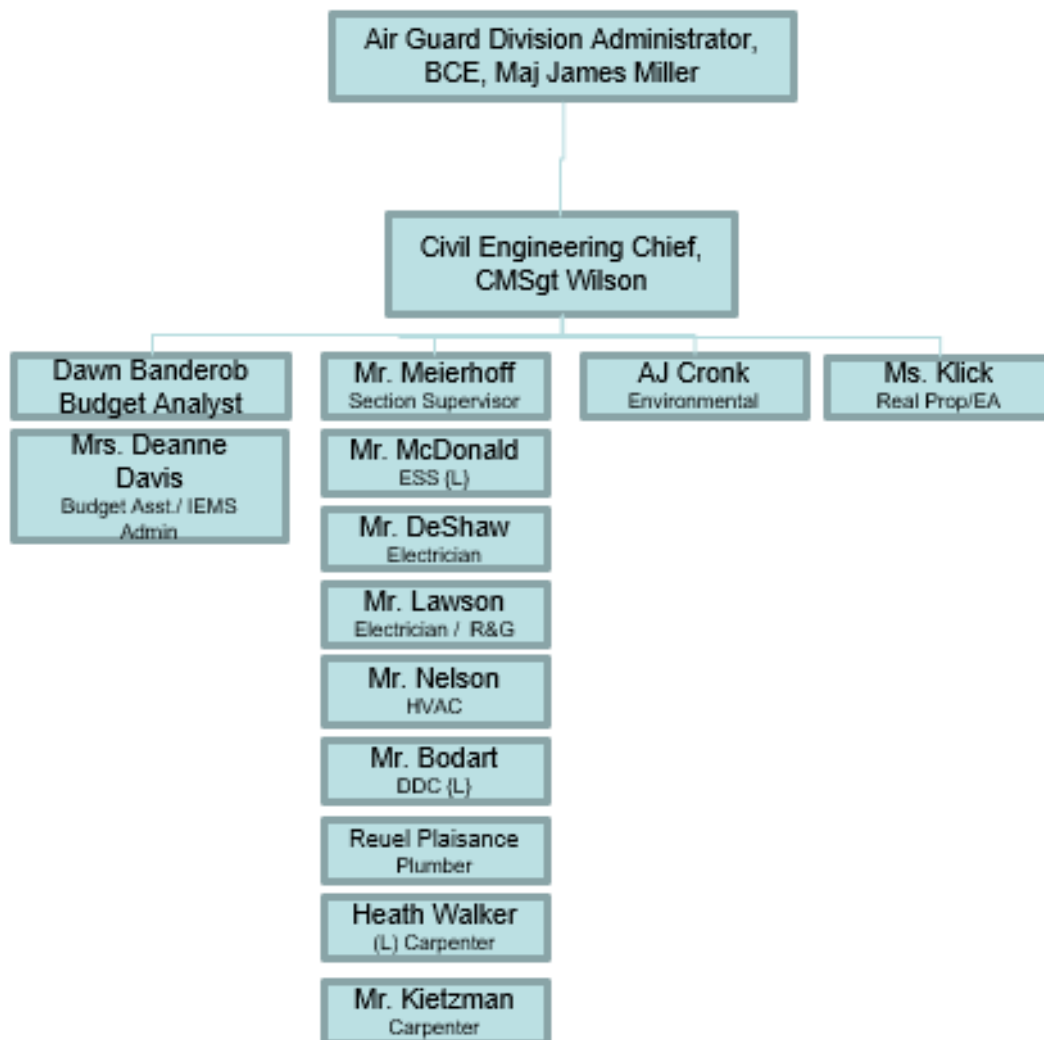 Air Guard Division Administrator,
BCE, Maj James Miller
Civil Engineering Chief,
CMSgt Wilson
Dawn Banderob
Budget Analyst
Mrs. Deanne
Davis
Budget Asst./ IEMS
Admin
Mr. Meierhoff
Section Supervisor
Mr. McDonald
ESS {L}
Mr. DeShaw
Electrician
Mr. Lawson
Electrician / R&G
Mr. Nelson
HVAC
Mr. Bodart
DDC {L}
Reuel Plaisance
Plumber
Heath Walker
(L) Carpenter
Mr. Kietzman
Carpenter
AJ Cronk
Environmental
Ms. Klick
Real Prop/EA